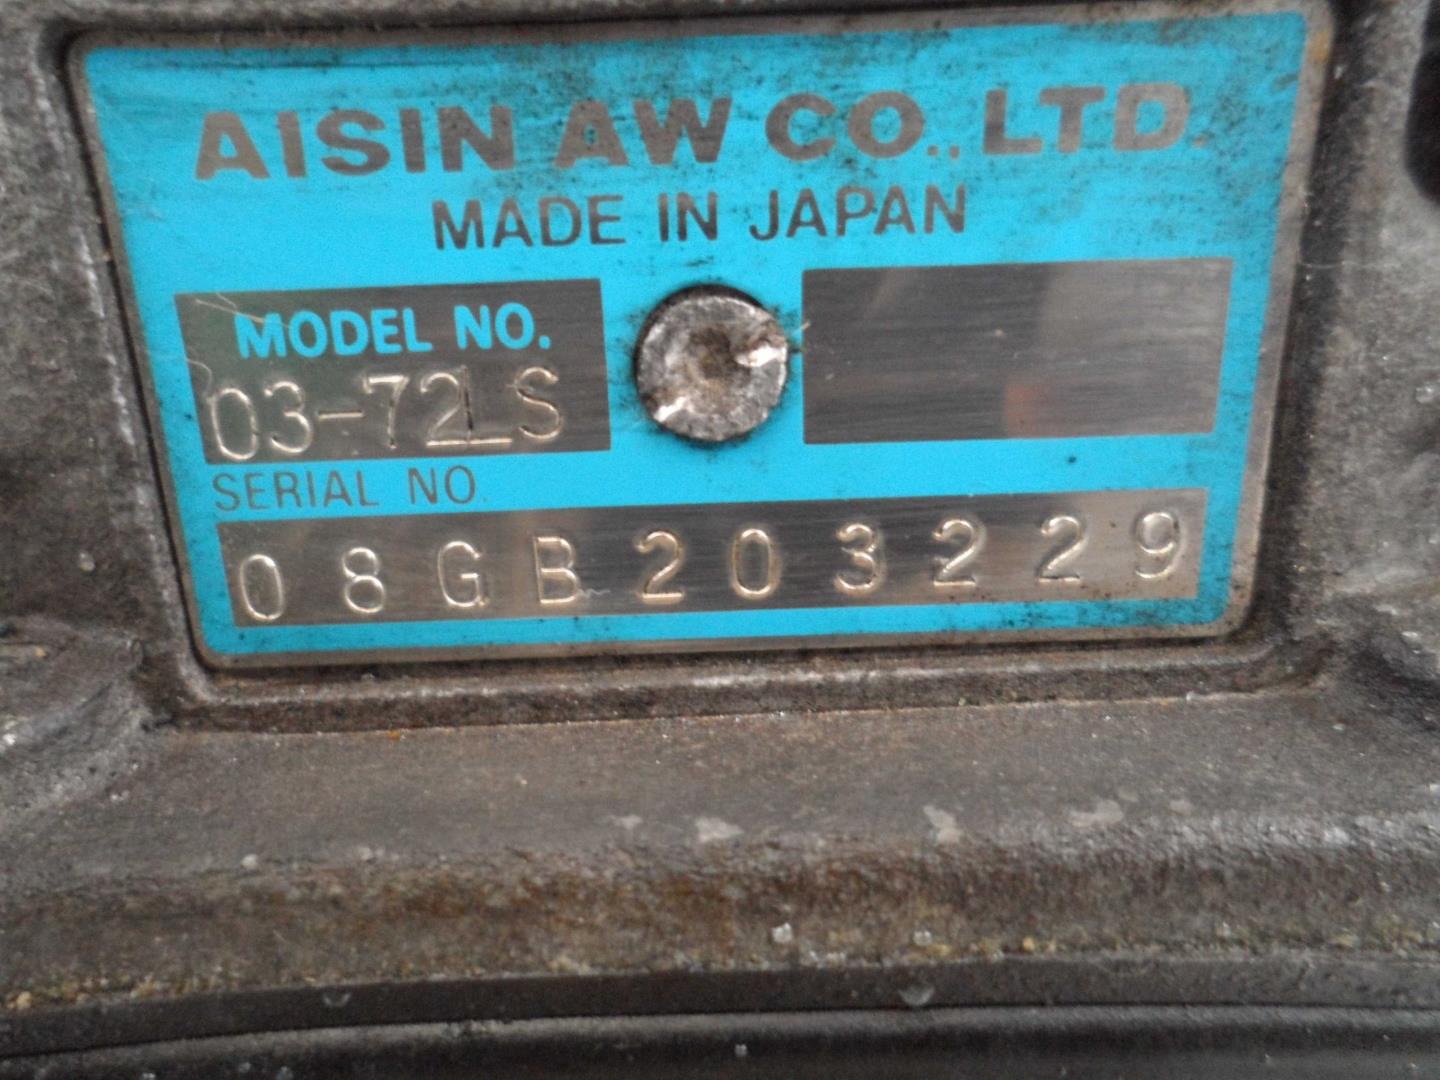 AISIN AW CO., LTD.
MADE IN JAPAN
MODEL NO.
03-72LS
SERIAL NO.
08GB203229